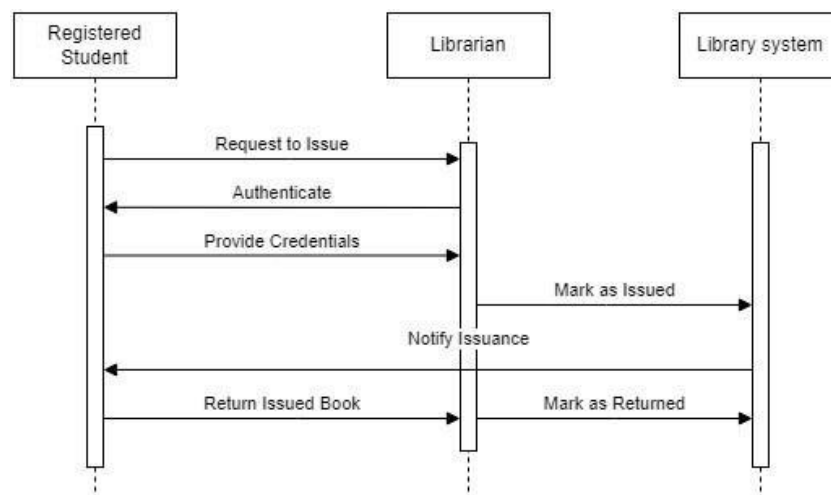 Registered
Student
Librarian
Library system
Request to Issue
Authenticate
Provide Credentials
Mark as Issued
Notify Issuance
Return Issued Book
Mark as Returned